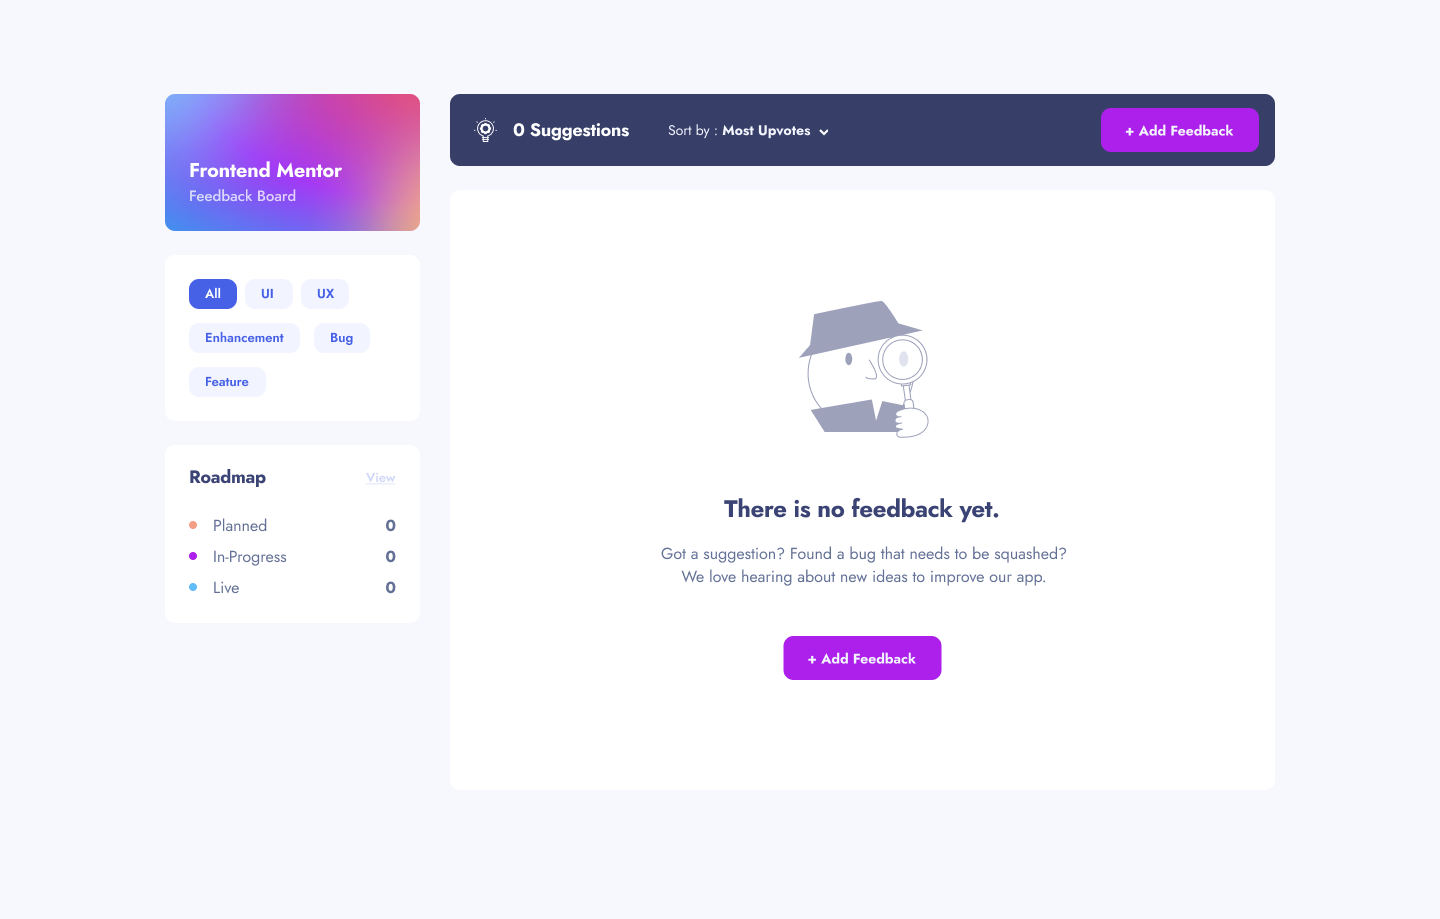 Frontend Mentor
Feedback Board
All
UI
UX
Enhancement
Bug
Feature
Roadmap
View
Planned 0
In-Progress 0
Live 0
0 Suggestions
Sort by : Most Upvotes
+ Add Feedback
There is no feedback yet.
Got a suggestion? Found a bug that needs to be squashed?
We love hearing about new ideas to improve our app.
+ Add Feedback